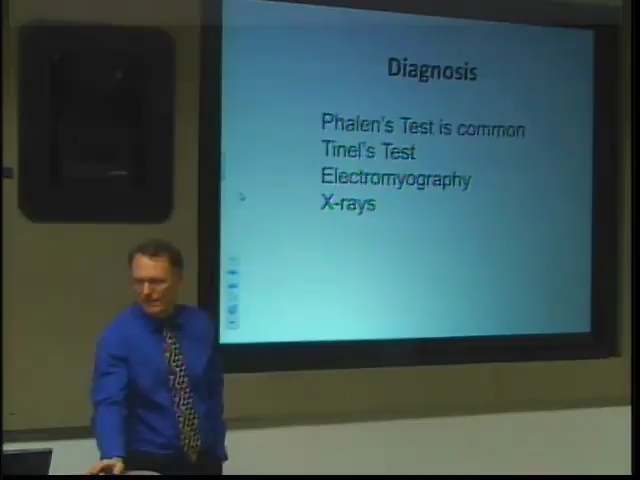 Diagnosis
Phalen's Test is common
Tinel's Test
Electromyography
X-rays